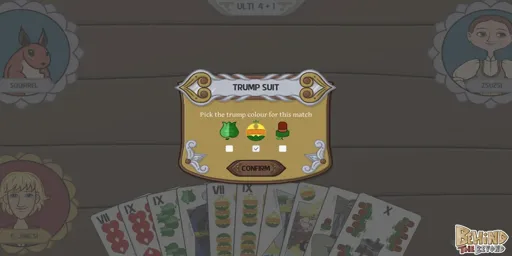 ULTI 4 + 1
SQUIRREL
TRUMP SUIT
Pick the trump colour for this match
CONFIRM
VII
IX
IX
VII
X
BEHIND
THE BEYOND